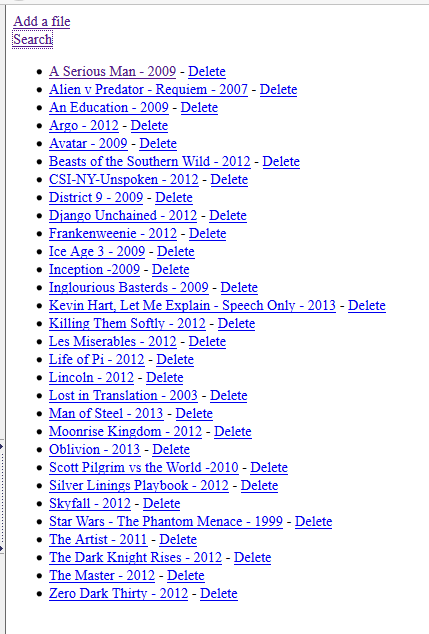 Add a file
Search
A Serious Man - 2009 - Delete
Alien v Predator - Requiem - 2007 - Delete
An Education - 2009 - Delete
Argo - 2012 - Delete
Avatar - 2009 - Delete
Beasts of the Southern Wild - 2012 - Delete
CSI-NY-Unspoken - 2012 - Delete
District 9 - 2009 - Delete
Django Unchained - 2012 - Delete
Frankenweenie - 2012 - Delete
Ice Age 3 - 2009 - Delete
Inception -2009 - Delete
Inglourious Basterds - 2009 - Delete
Kevin Hart, Let Me Explain - Speech Only - 2013 - Delete
Killing Them Softly - 2012 - Delete
Les Miserables - 2012 - Delete
Life of Pi - 2012 - Delete
Lincoln - 2012 - Delete
Lost in Translation - 2003 - Delete
Man of Steel - 2013 - Delete
Moonrise Kingdom - 2012 - Delete
Oblivion - 2013 - Delete
Scott Pilgrim vs the World -2010 - Delete
Silver Linings Playbook - 2012 - Delete
Skyfall - 2012 - Delete
Star Wars - The Phantom Menace - 1999 - Delete
The Artist - 2011 - Delete
The Dark Knight Rises - 2012 - Delete
The Master - 2012 - Delete
Zero Dark Thirty - 2012 - Delete